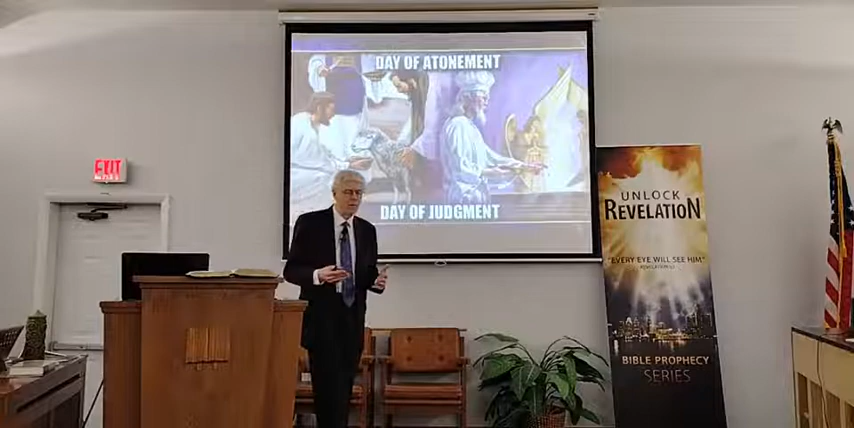 DAY OF ATONEMENT
DAY OF JUDGMENT
EXIT
UNLOCK
REVELATION
"EVERY EYE WILL SEE HIM"
BIBLE PROPHECY
SERIES